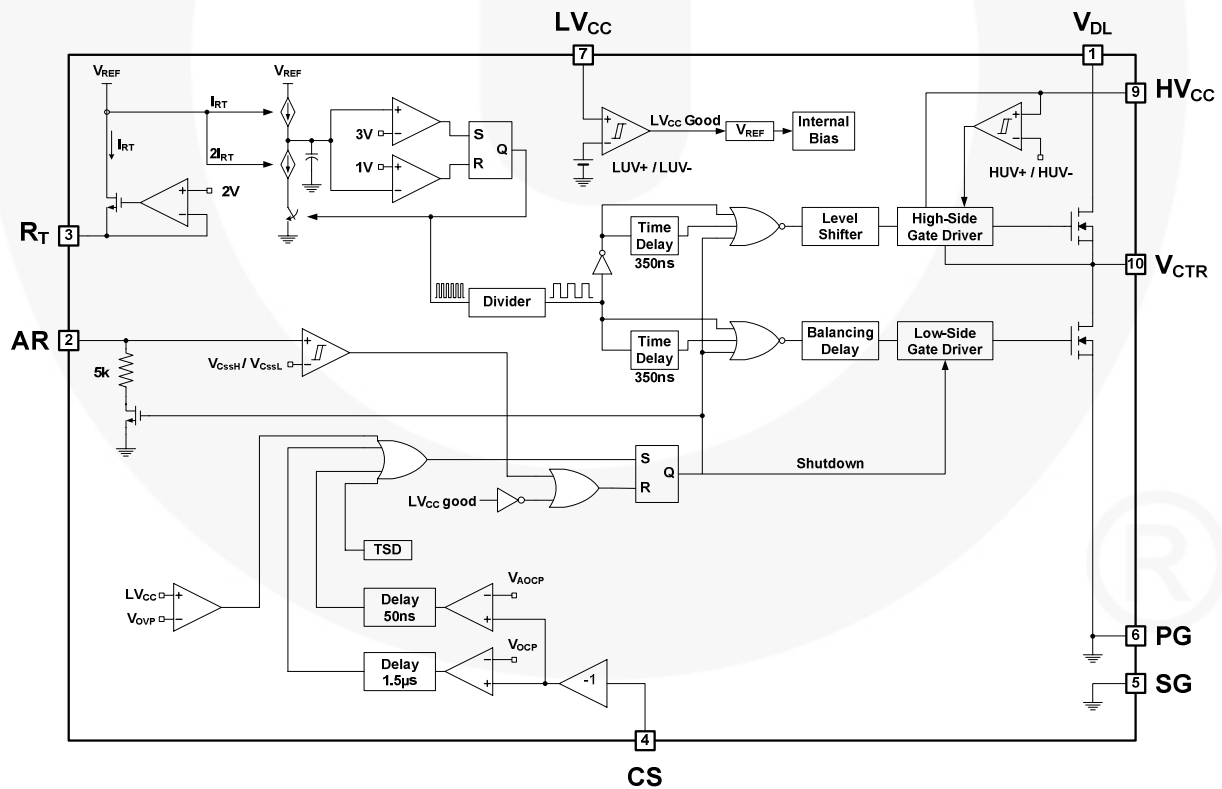 LVCC
VDL
7
1
VREF
VREF
9
HVCC
IRT
IRT
2IRT
3V
1V
+
−
+
−
S
R
Q
+
−
LVCC Good
VREF
Internal
Bias
LUV+ / LUV-
+
−
HUV+ / HUV-
2V
+
−
RT
3
Time
Delay
350ns
Level
Shifter
High-Side
Gate Driver
10
VCTR
Divider
AR
2
5k
VCssH / VCssL
+
−
Time
Delay
350ns
Balancing
Delay
Low-Side
Gate Driver
S
R
Q
Shutdown
LVCC good
TSD
LVCC
VOVP
+
−
Delay
50ns
VAOCP
−
+
Delay
1.5µs
VOCP
−
+
-1
6
PG
5
SG
4
CS
®